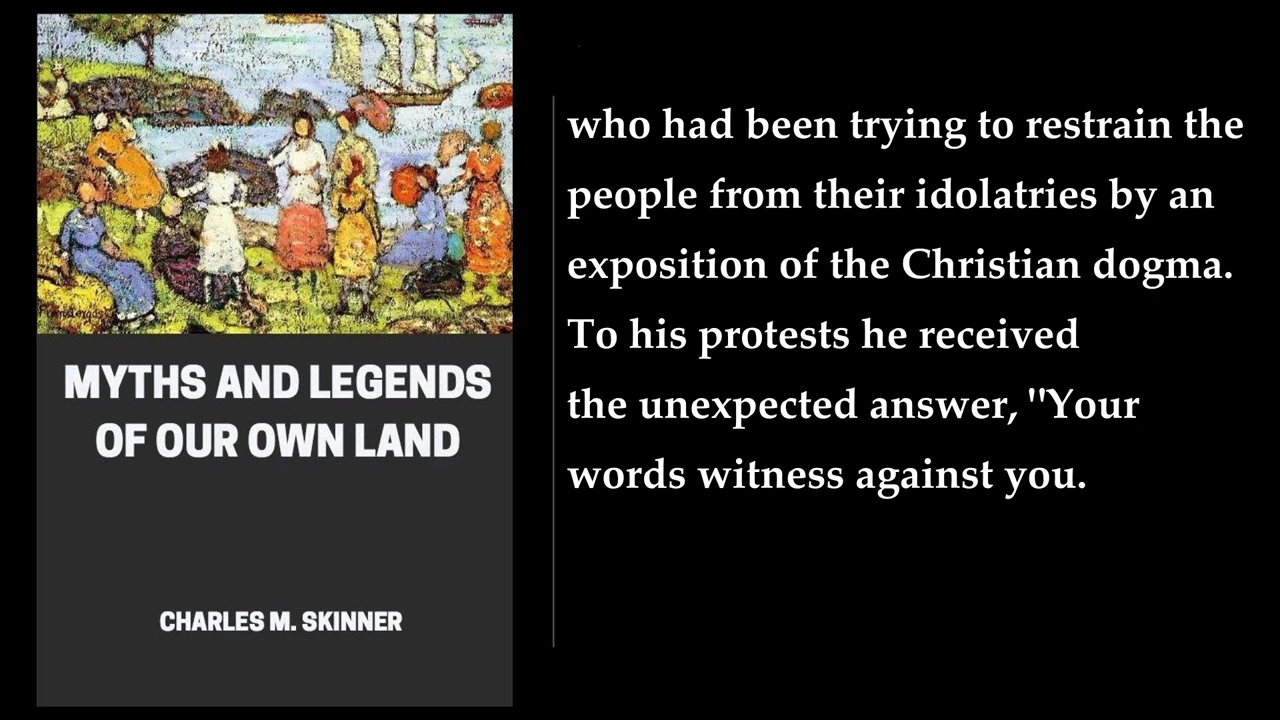 MYTHS AND LEGENDS
OF OUR OWN LAND
CHARLES M. SKINNER
who had been trying to restrain the
people from their idolatries by an
exposition of the Christian dogma.
To his protests he received
the unexpected answer, "Your
words witness against you.